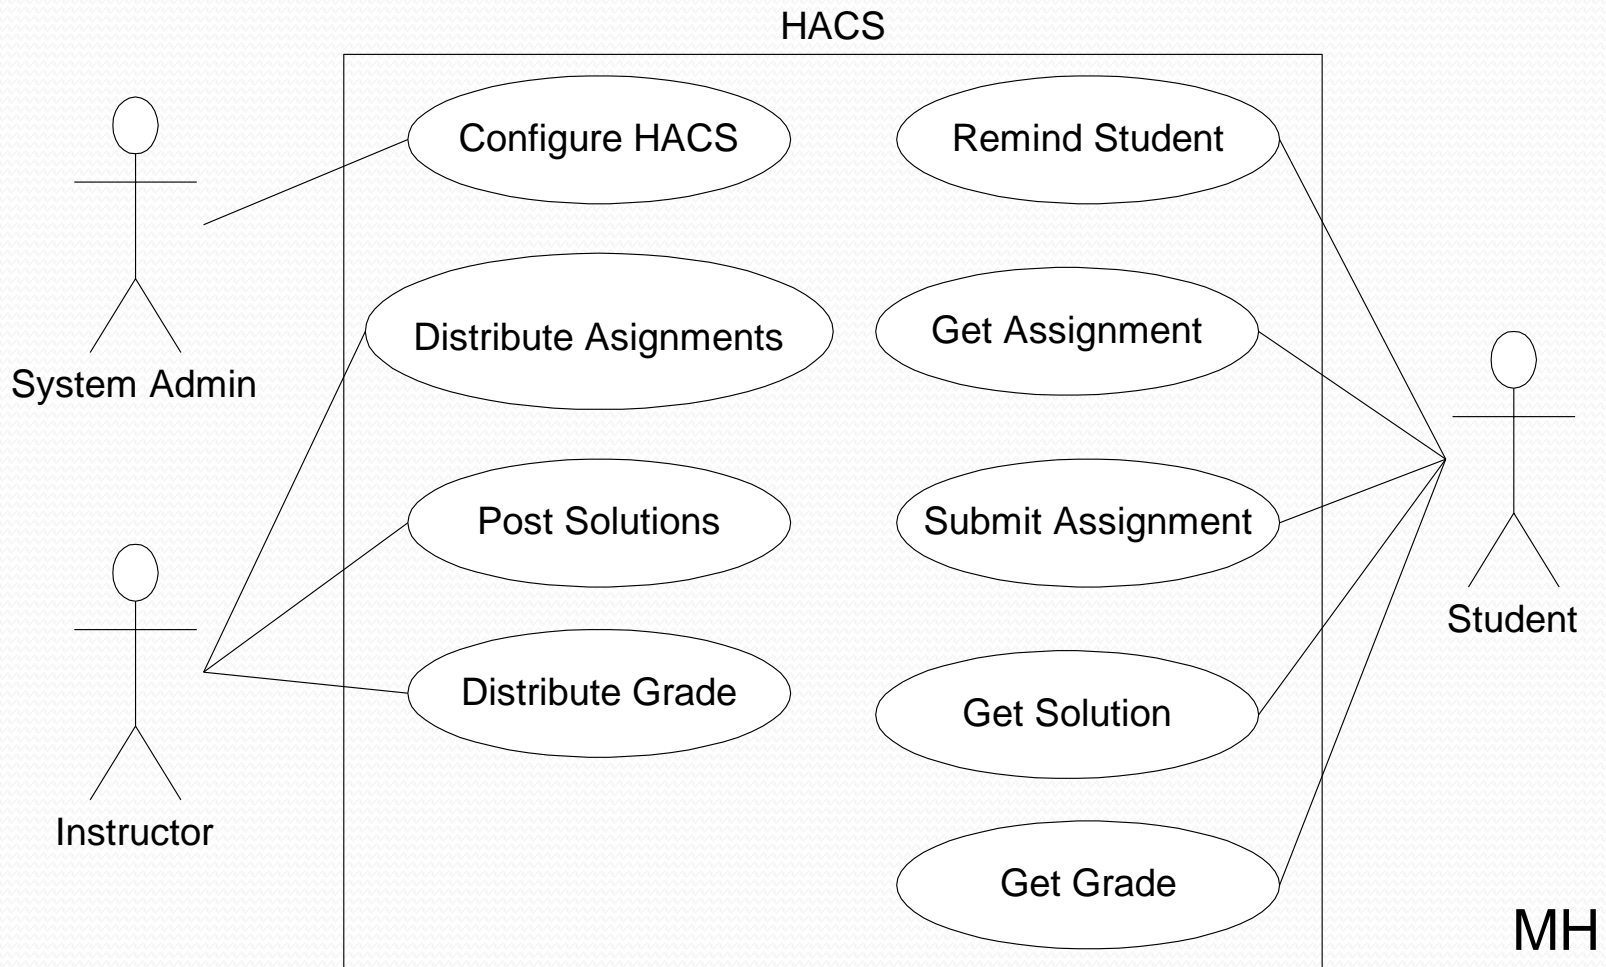 HACS
Configure HACS
Remind Student
Distribute Asignments
Get Assignment
System Admin
Post Solutions
Submit Assignment
Student
Distribute Grade
Get Solution
Instructor
Get Grade
MH